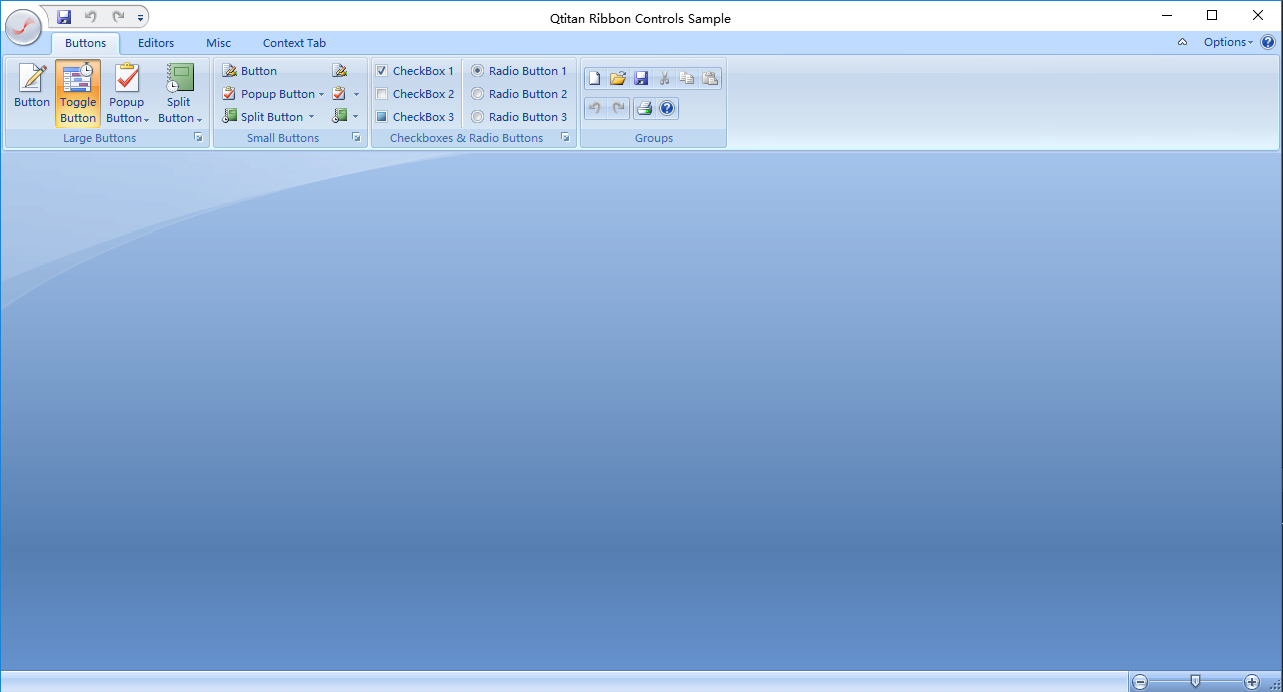 Qtitan Ribbon Controls Sample
Buttons Editors Misc Context Tab Options
Button Toggle Button Popup Button Split Button
Large Buttons
Button
Popup Button
Split Button
Small Buttons
CheckBox 1 Radio Button 1
CheckBox 2 Radio Button 2
CheckBox 3 Radio Button 3
Checkboxes & Radio Buttons
Groups